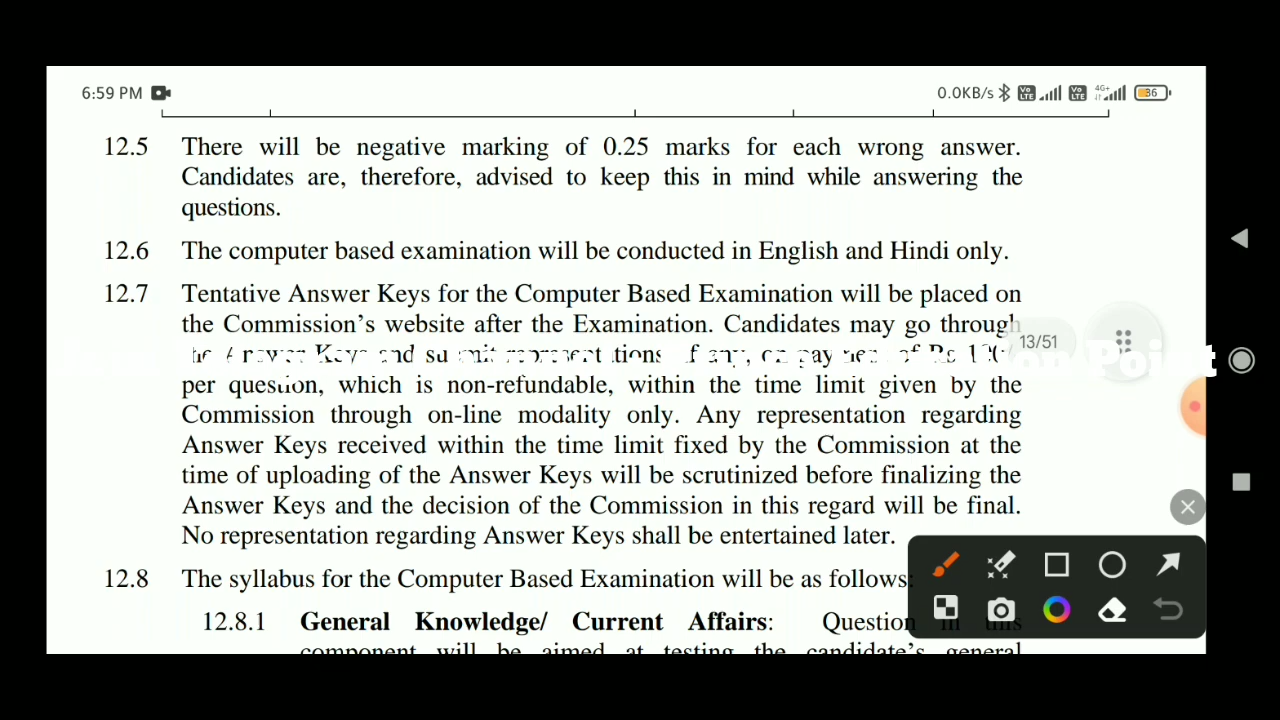 6:59 PM
0.0KB/s Vo LTE Vo LTE 4G+ 36
12.5 There will be negative marking of 0.25 marks for each wrong answer.
Candidates are, therefore, advised to keep this in mind while answering the
questions.
12.6 The computer based examination will be conducted in English and Hindi only.
12.7 Tentative Answer Keys for the Computer Based Examination will be placed on
the Commission's website after the Examination. Candidates may go through
13/51
the Answer Keys and submit representations, if any, on payment of Rs
Point
per question, which is non-refundable, within the time limit given by the
Commission through on-line modality only. Any representation regarding
Answer Keys received within the time limit fixed by the Commission at the
time of uploading of the Answer Keys will be scrutinized before finalizing the
Answer Keys and the decision of the Commission in this regard will be final.
No representation regarding Answer Keys shall be entertained later.
12.8 The syllabus for the Computer Based Examination will be as follows:
12.8.1 General Knowledge/ Current Affairs: Question in this
component will be aimed at testing the candidate's general